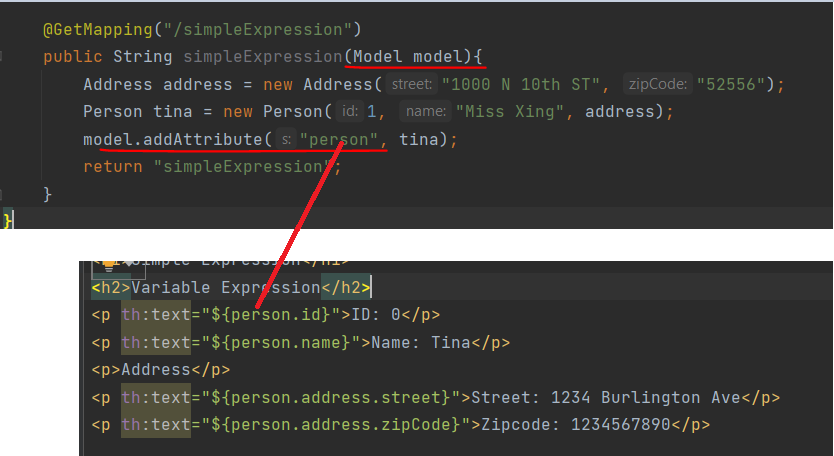 @GetMapping("/simpleExpression")
public String simpleExpression(Model model){
Address address = new Address( street: "1000 N 10th ST", zipCode: "52556");
Person tina = new Person( id: 1, name: "Miss Xing", address);
model.addAttribute( s: "person", tina);
return "simpleExpression";
}
}
Simple Expression</h1>
<h2>Variable Expression</h2>
<p th:text="${person.id}">ID: 0</p>
<p th:text="${person.name}">Name: Tina</p>
<p>Address</p>
<p th:text="${person.address.street}">Street: 1234 Burlington Ave</p>
<p th:text="${person.address.zipCode}">Zipcode: 1234567890</p>